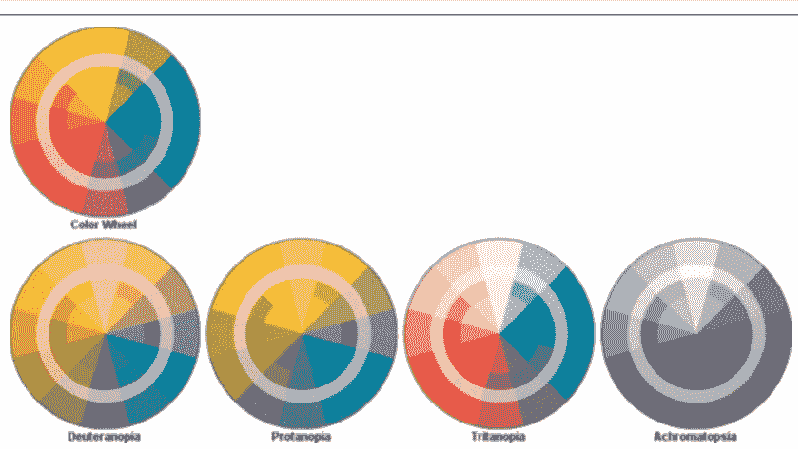 Color Wheel
Deuteranopia
Protanopia
Tritanopia
Achromatopsia